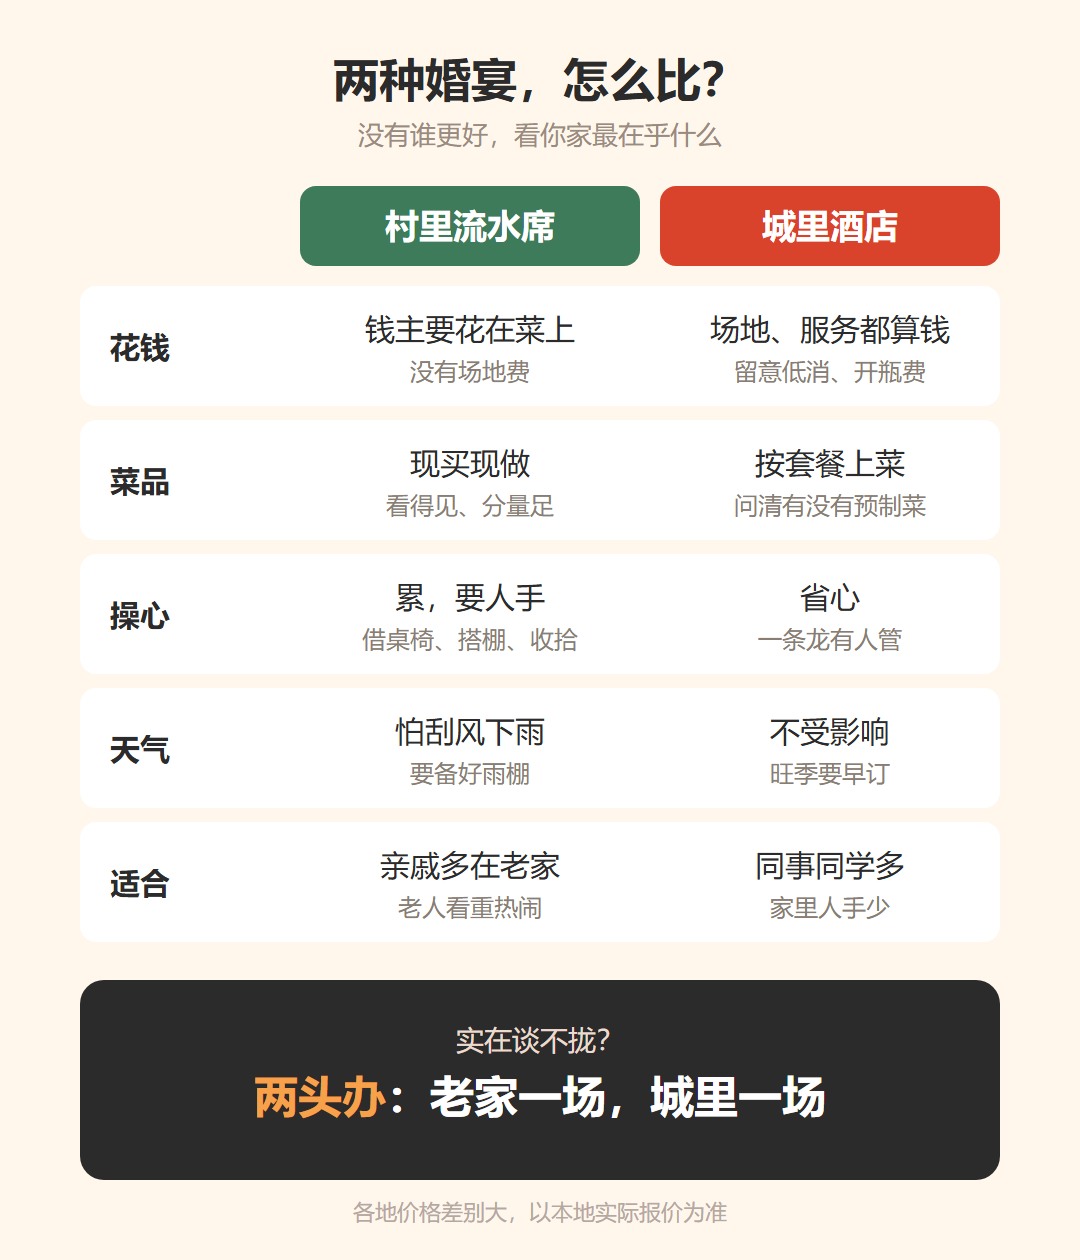 两种婚宴，怎么比？
没有谁更好，看你家最在乎什么
村里流水席
城里酒店
花钱
钱主要花在菜上
没有场地费
场地、服务都算钱
留意低消、开瓶费
菜品
现买现做
看得见、分量足
按套餐上菜
问清有没有预制菜
操心
累，要人手
借桌椅、搭棚、收拾
省心
一条龙有人管
天气
怕刮风下雨
要备好雨棚
不受影响
旺季要早订
适合
亲戚多在老家
老人看重热闹
同事同学多
家里人手少
实在谈不拢？
两头办：老家一场，城里一场
各地价格差别大，以本地实际报价为准